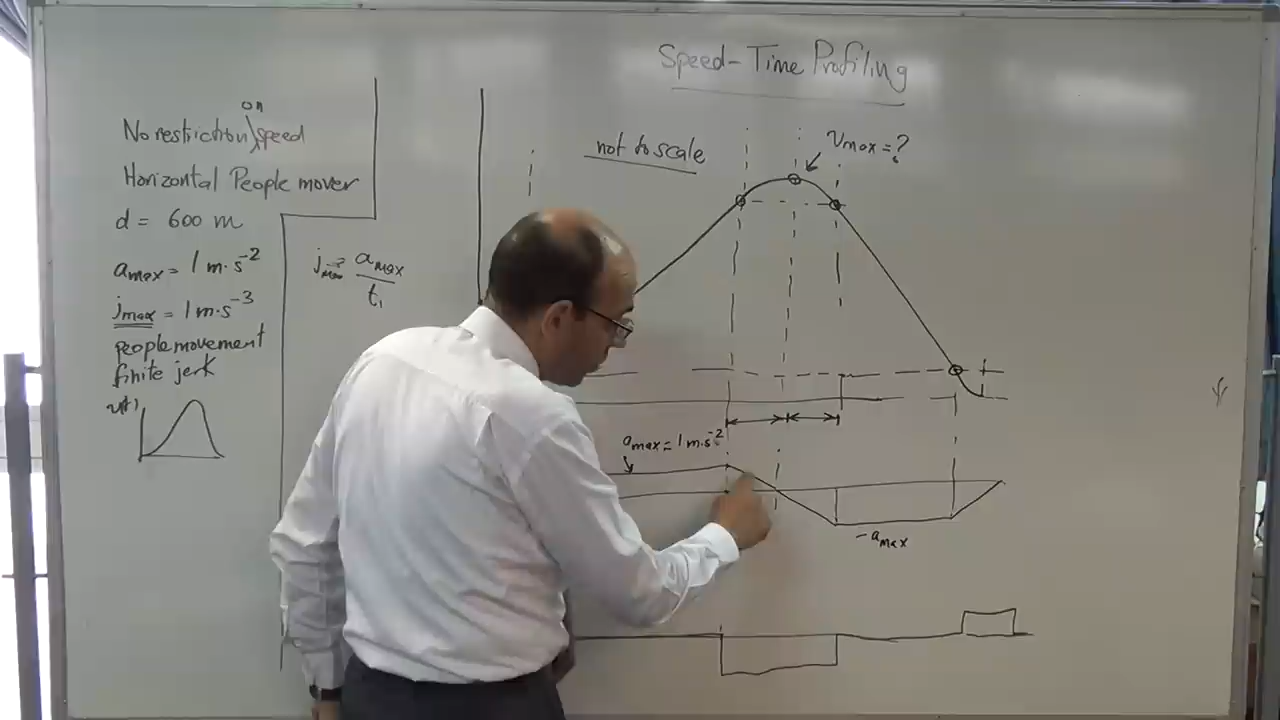 Speed-Time Profiling
on
No restriction speed
Horizontal People mover
d = 600 m
amax = 1 m·s⁻²
jmax = 1 m·s⁻³
people movement
finite jerk
v(t)
jmax = amax/t₁
not to scale
vmax = ?
amax = 1 m·s⁻²
-amax